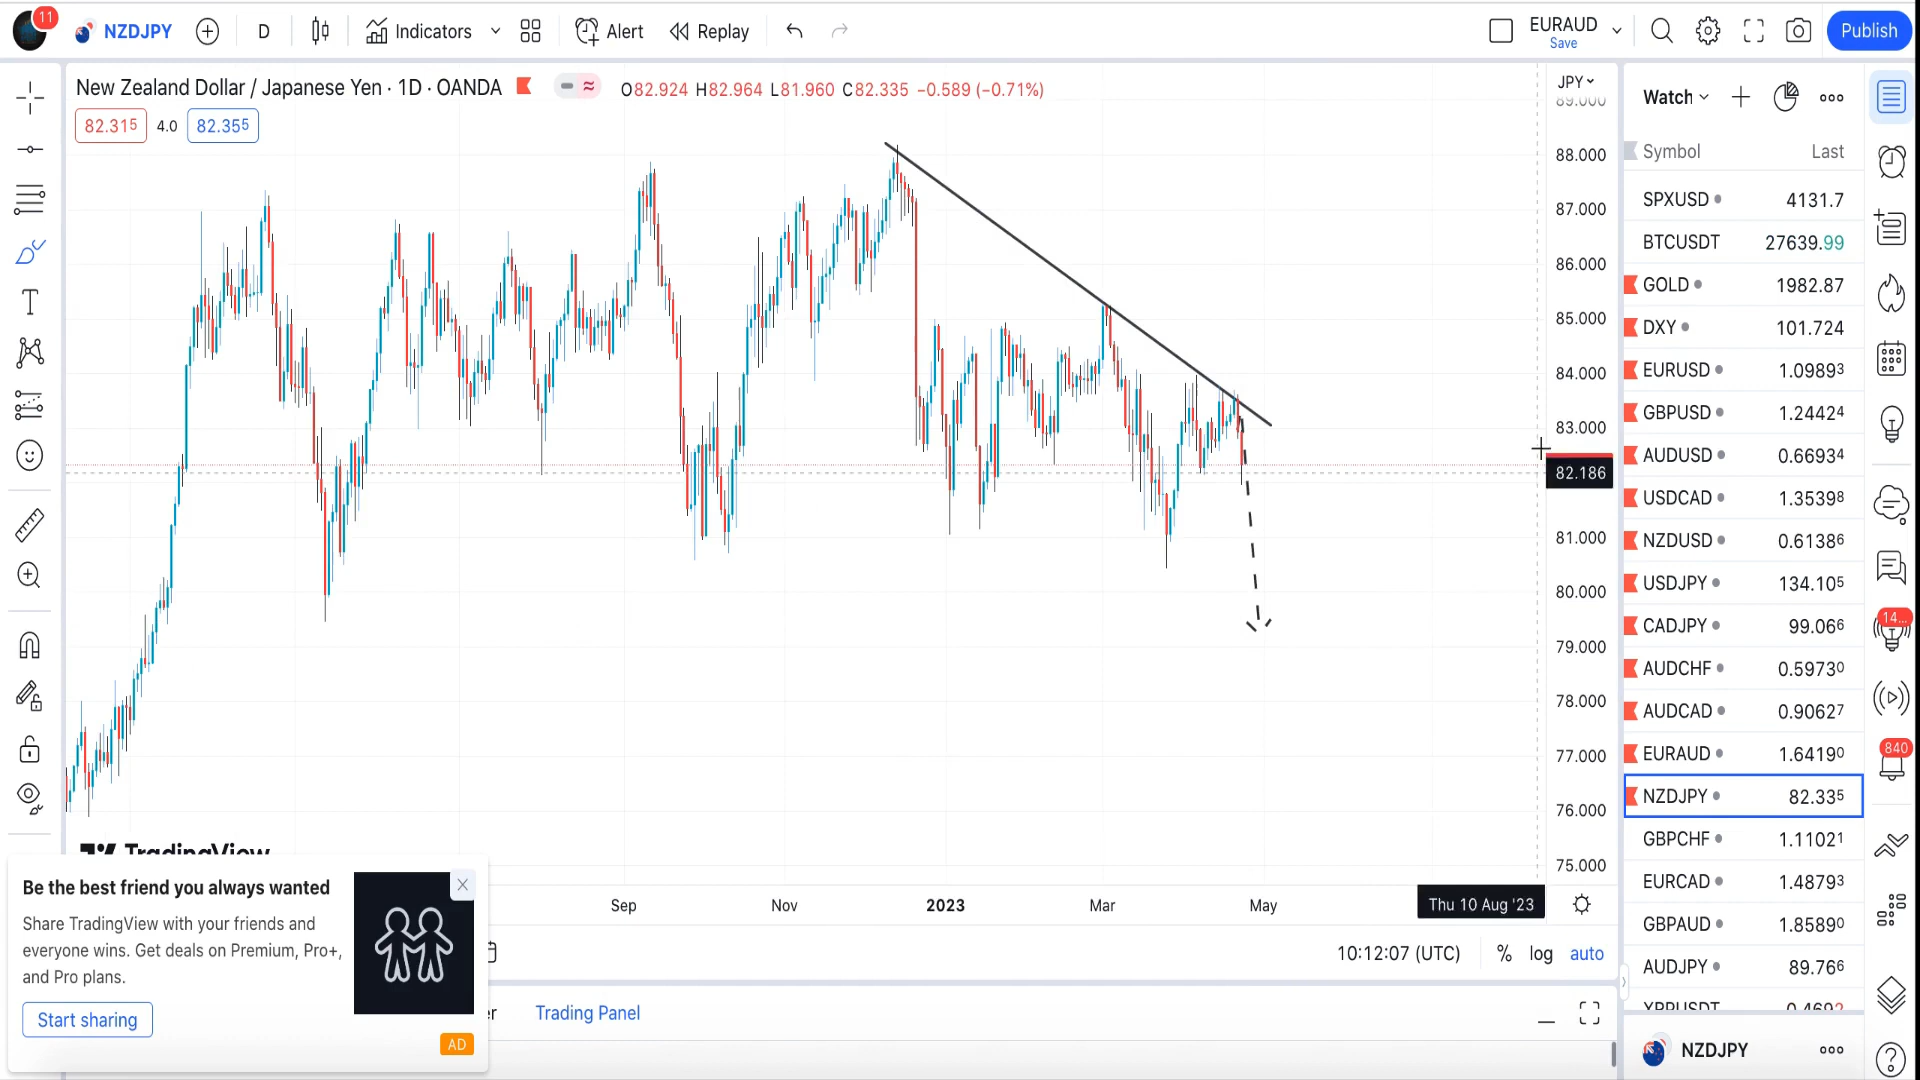 11
NZDJPY
D
Indicators
Alert
Replay
EURAUD
Save
Publish
New Zealand Dollar / Japanese Yen · 1D · OANDA
O82.924 H82.964 L81.960 C82.335 −0.589 (−0.71%)
82.315 4.0 82.355
JPY
89.000
88.000
87.000
86.000
85.000
84.000
83.000
82.186
81.000
80.000
79.000
78.000
77.000
76.000
75.000
TradingView
Sep Nov 2023 Mar May
Thu 10 Aug '23
10:12:07 (UTC) % log auto
Trading Panel
Be the best friend you always wanted
Share TradingView with your friends and
everyone wins. Get deals on Premium, Pro+,
and Pro plans.
Start sharing
AD
Watch
Symbol Last
SPXUSD 4131.7
BTCUSDT 27639.99
GOLD 1982.87
DXY 101.724
EURUSD 1.09893
GBPUSD 1.24424
AUDUSD 0.66934
USDCAD 1.35398
NZDUSD 0.61386
USDJPY 134.105
CADJPY 99.066
AUDCHF 0.59730
AUDCAD 0.90627
EURAUD 1.64190
NZDJPY 82.335
GBPCHF 1.11021
EURCAD 1.48793
GBPAUD 1.85890
AUDJPY 89.766
XRPUSDT 0.4692
NZDJPY
14...
840